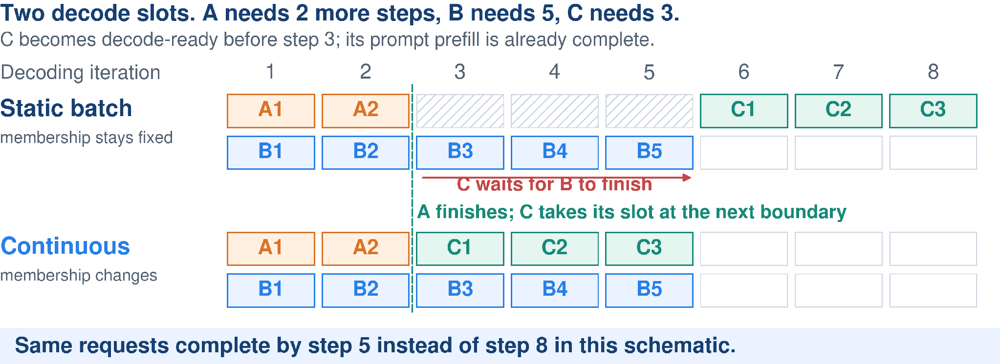 Two decode slots. A needs 2 more steps, B needs 5, C needs 3.
C becomes decode-ready before step 3; its prompt prefill is already complete.
Decoding iteration 1 2 3 4 5 6 7 8
Static batch A1 A2 C1 C2 C3
membership stays fixed B1 B2 B3 B4 B5
C waits for B to finish
A finishes; C takes its slot at the next boundary
Continuous A1 A2 C1 C2 C3
membership changes B1 B2 B3 B4 B5
Same requests complete by step 5 instead of step 8 in this schematic.